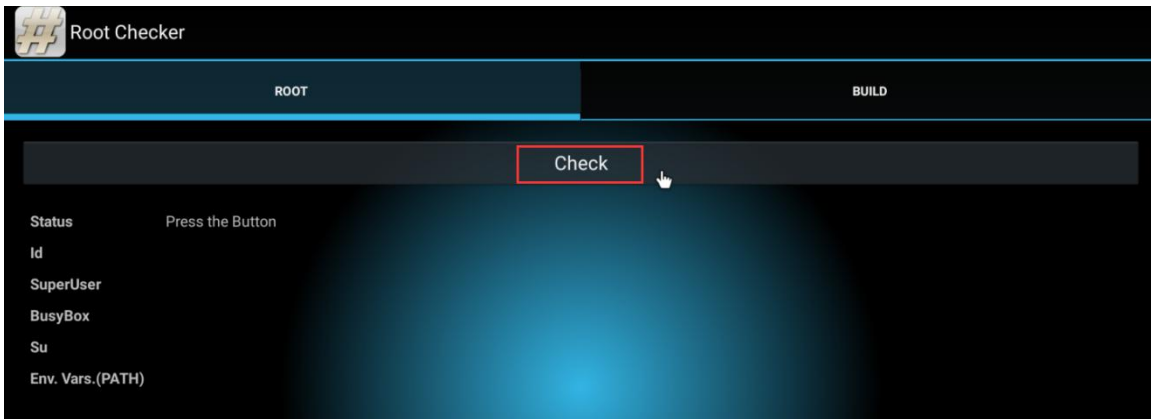 Root Checker
ROOT BUILD
Check
Status Press the Button
Id
SuperUser
BusyBox
Su
Env. Vars.(PATH)